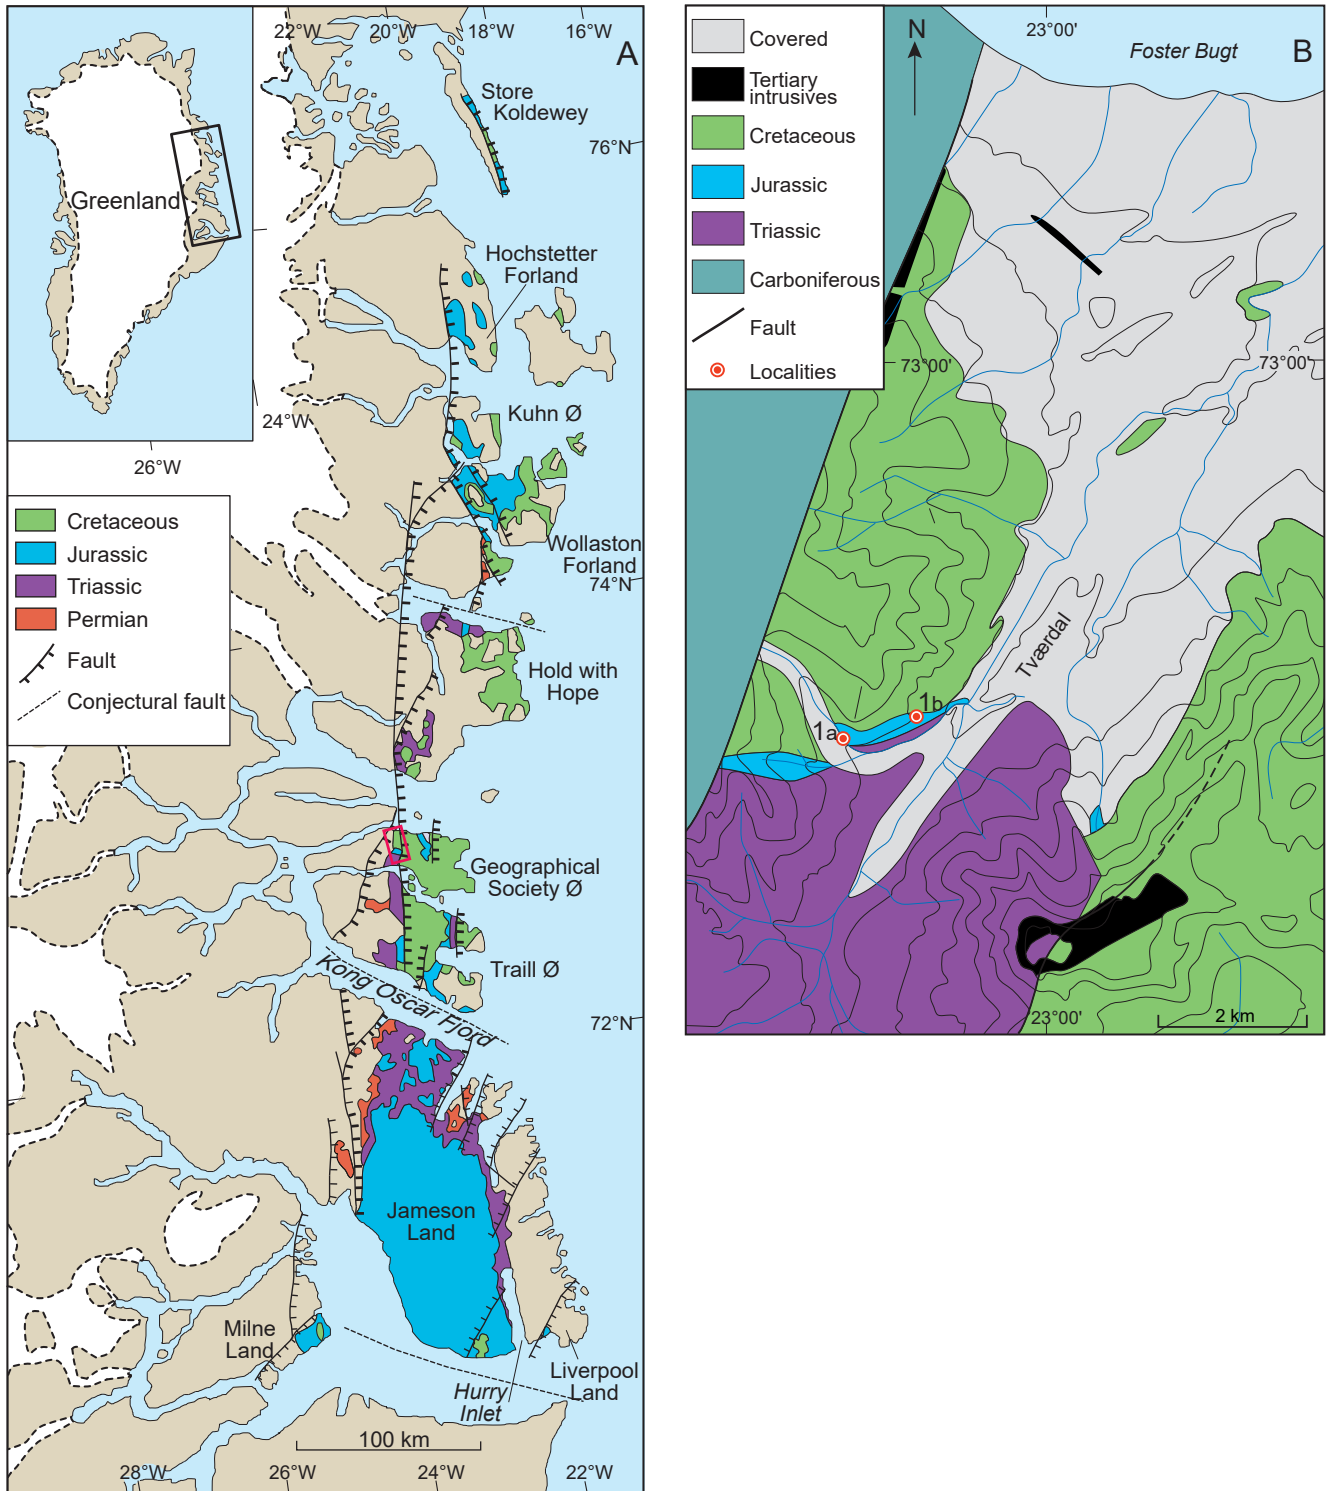 22°W
20°W
18°W
16°W
A
Store
Koldewey
76°N
Greenland
Hochstetter
Forland
24°W
Kuhn Ø
26°W
Cretaceous
Jurassic
Triassic
Permian
Fault
Conjectural fault
Wollaston
Forland
74°N
Hold with
Hope
Geographical
Society Ø
Traill Ø
Kong Oscar Fjord
72°N
Jameson
Land
Milne
Land
Liverpool
Land
Hurry
Inlet
100 km
28°W
26°W
24°W
22°W
Covered
Tertiary
intrusives
Cretaceous
Jurassic
Triassic
Carboniferous
Fault
Localities
N
23°00'
Foster Bugt
B
73°00'
73°00'
Tværdal
1b
1a
23°00'
2 km